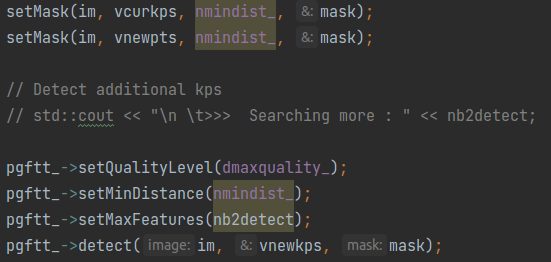 setMask(im, vcurkps, nmindist_, &: mask);
setMask(im, vnewpts, nmindist_, &: mask);
// Detect additional kps
// std::cout << "\n \t>>>  Searching more : " << nb2detect;
pgftt_->setQualityLevel(dmaxquality_);
pgftt_->setMinDistance(nmindist_);
pgftt_->setMaxFeatures(nb2detect);
pgftt_->detect( image: im, &: vnewkps, mask: mask);